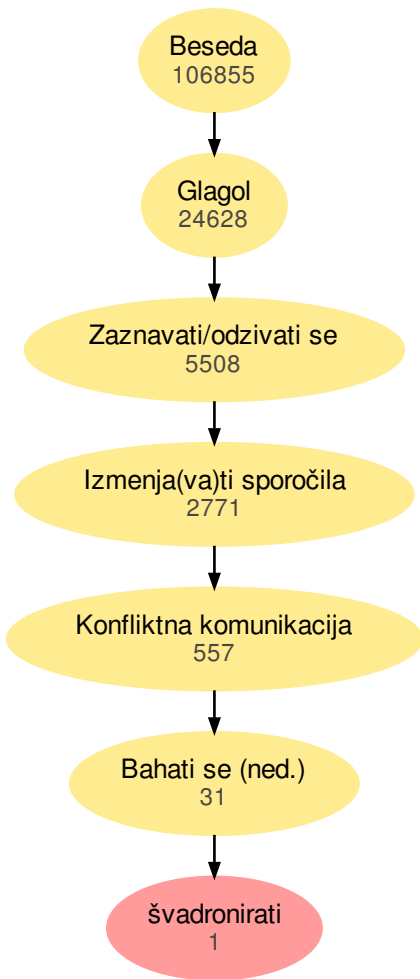 Beseda
106855
Glagol
24628
Zaznavati/odzivati se
5508
Izmenja(va)ti sporočila
2771
Konfliktna komunikacija
557
Bahati se (ned.)
31
švadronirati
1